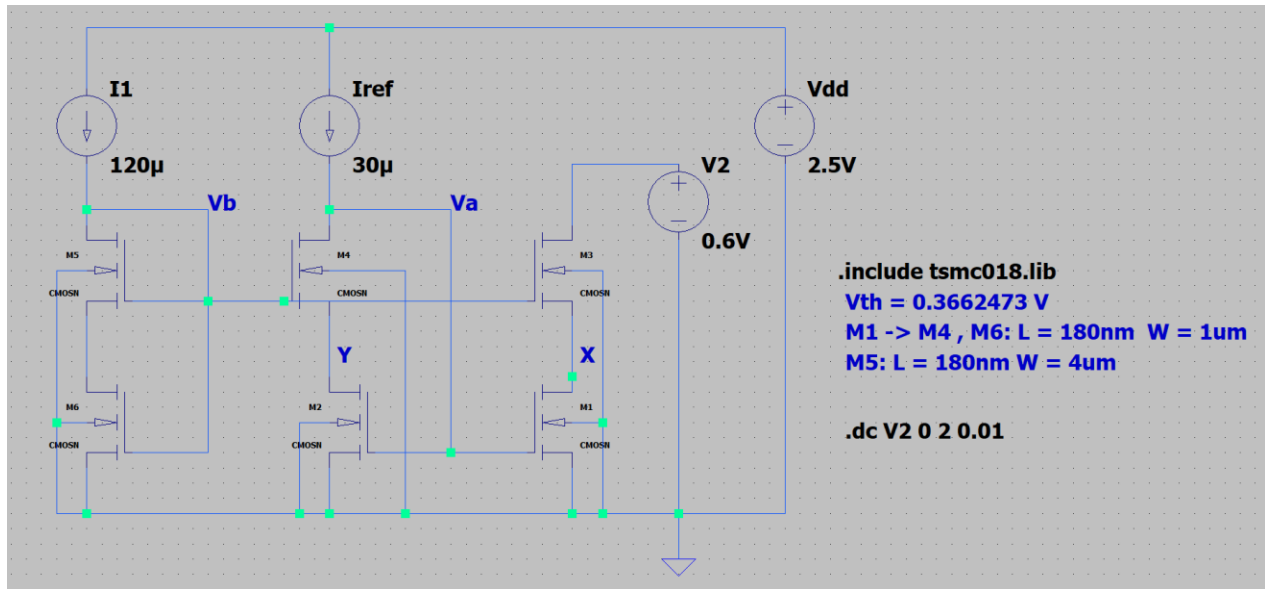 I1
Iref
Vdd
120µ
30µ
V2
2.5V
Vb
Va
0.6V
M5
M4
M3
CMOSN
CMOSN
CMOSN
.include tsmc018.lib
Vth = 0.3662473 V
M1 -> M4 , M6: L = 180nm  W = 1um
M5: L = 180nm W = 4um
Y
X
M6
M2
M1
CMOSN
CMOSN
CMOSN
.dc V2 0 2 0.01